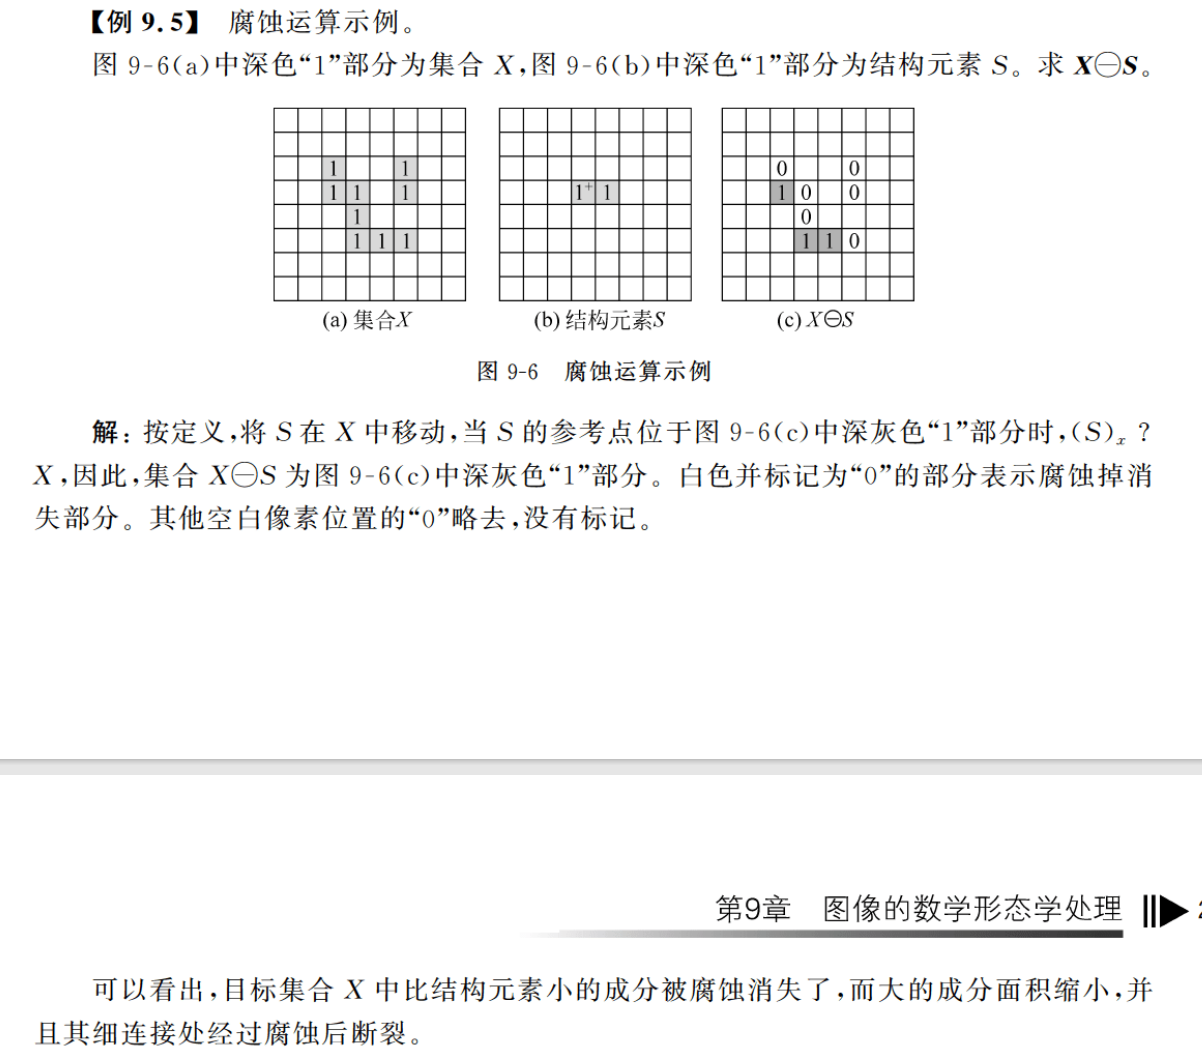 【例 9.5】 腐蚀运算示例。
图 9-6(a)中深色“1”部分为集合 X,图 9-6(b)中深色“1”部分为结构元素 S。求 X⊖S。
1 1 0 0
1 1 1 1+ 1 1 0 0
1 0
1 1 1 1 1 0
(a) 集合X (b) 结构元素S (c) X⊖S
图 9-6 腐蚀运算示例
解: 按定义,将 S 在 X 中移动,当 S 的参考点位于图 9-6(c)中深灰色“1”部分时,(S)x ?
X,因此,集合 X⊖S 为图 9-6(c)中深灰色“1”部分。白色并标记为“0”的部分表示腐蚀掉消
失部分。其他空白像素位置的“0”略去,没有标记。
第9章 图像的数学形态学处理
可以看出,目标集合 X 中比结构元素小的成分被腐蚀消失了,而大的成分面积缩小,并
且其细连接处经过腐蚀后断裂。